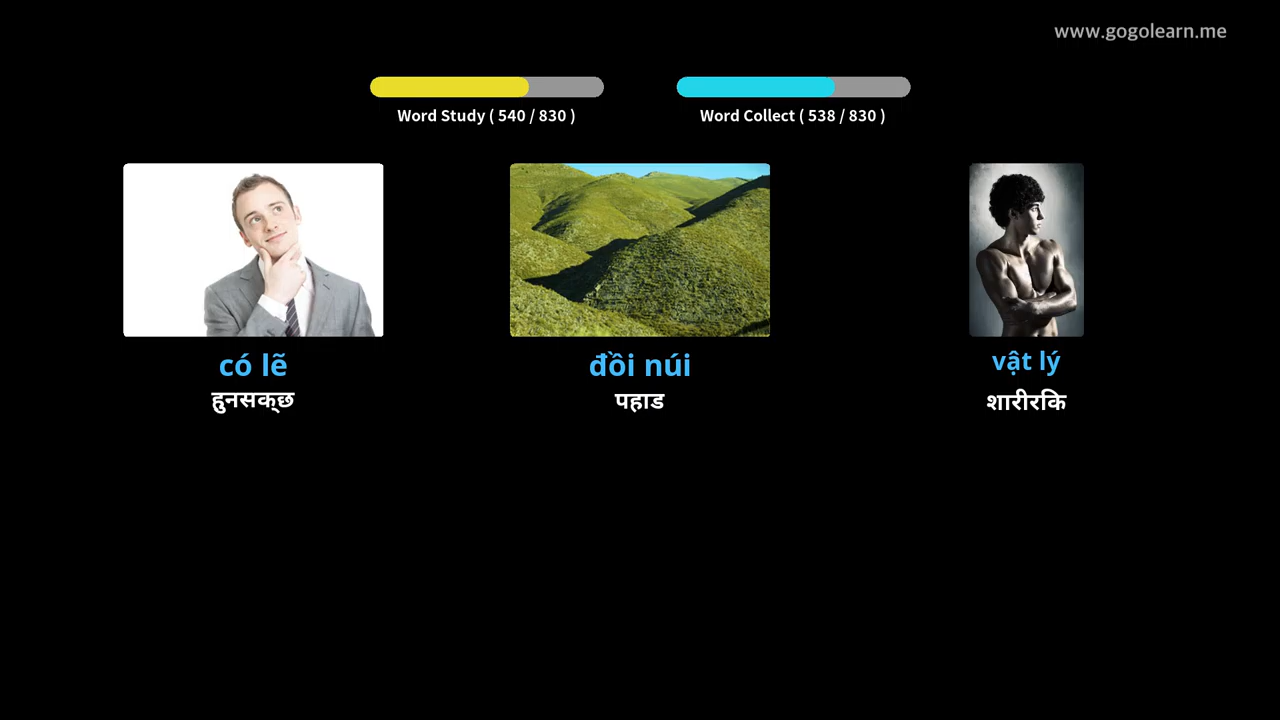 www.gogolearn.me
Word Study ( 540 / 830 )
Word Collect ( 538 / 830 )
có lẽ
đồi núi
vật lý
हुनसक्छ
पहाड
शारीरिक